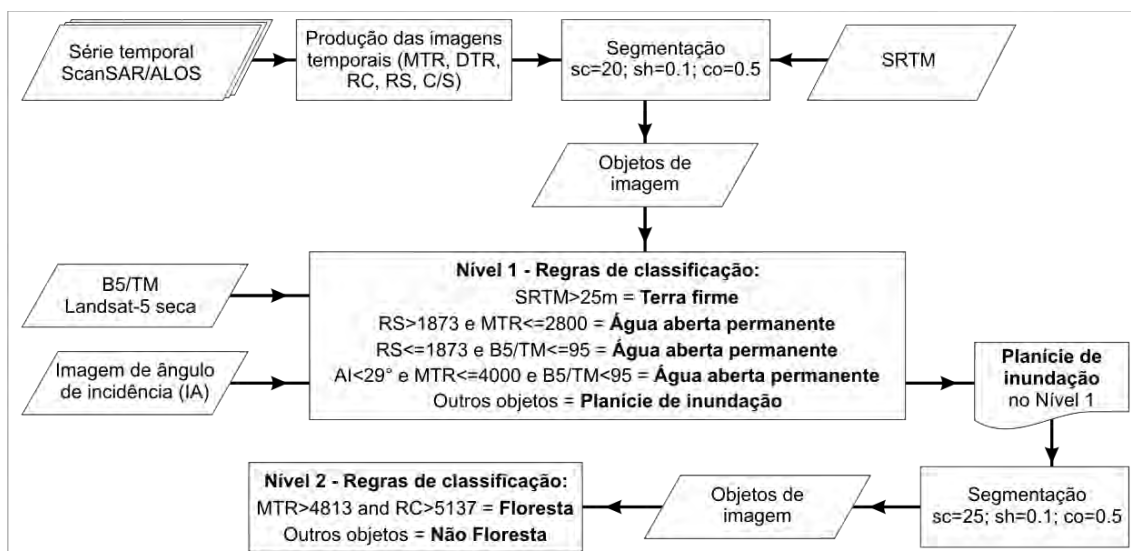 Série temporal
ScanSAR/ALOS
Produção das imagens
temporais (MTR, DTR,
RC, RS, C/S)
Segmentação
sc=20; sh=0.1; co=0.5
SRTM
Objetos de
imagem
B5/TM
Landsat-5 seca
Imagem de ângulo
de incidência (IA)
Nível 1 - Regras de classificação:
SRTM>25m = Terra firme
RS>1873 e MTR<=2800 = Água aberta permanente
RS<=1873 e B5/TM<=95 = Água aberta permanente
AI<29° e MTR<=4000 e B5/TM<95 = Água aberta permanente
Outros objetos = Planície de inundação
Planície de
inundação
no Nível 1
Segmentação
sc=25; sh=0.1; co=0.5
Objetos de
imagem
Nível 2 - Regras de classificação:
MTR>4813 and RC>5137 = Floresta
Outros objetos = Não Floresta